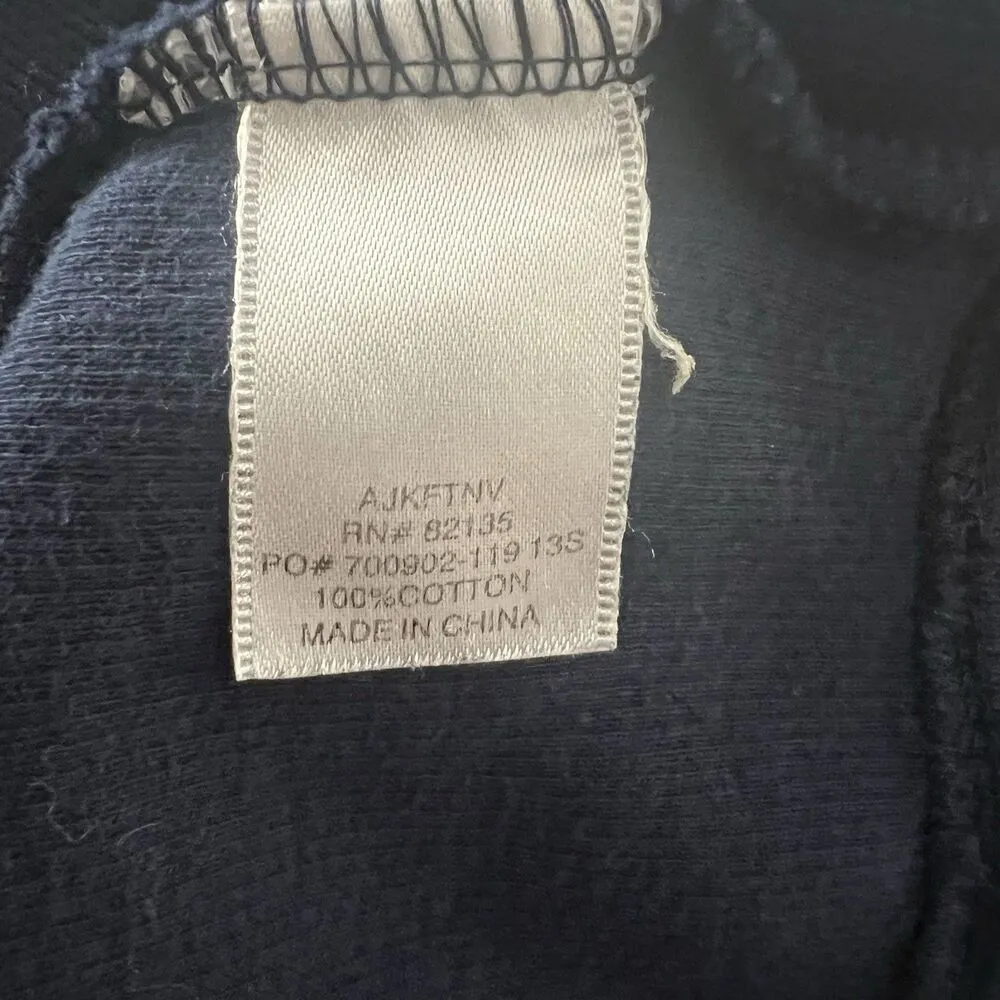 AJKFTNV
RN# 82135
PO# 700902-119 13S
100%COTTON
MADE IN CHINA